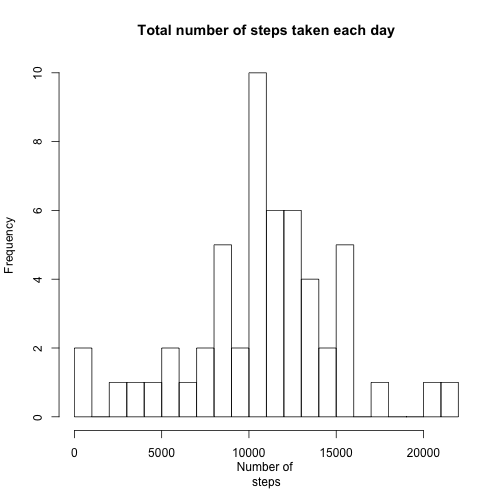 Total number of steps taken each day
Frequency
10
8
6
4
2
0
0 5000 10000 15000 20000
Number of
steps